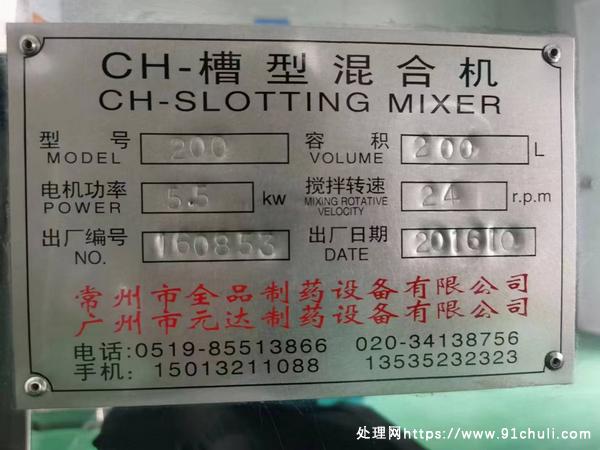 CH-槽型混合机
CH-SLOTTING MIXER
型号 200 容积 200 L
MODEL VOLUME
电机功率 5.5 kw 搅拌转速 24 r.p.m
POWER MIXING ROTATIVE VELOCITY
出厂编号 160853 出厂日期 201610
NO. DATE
常州市全品制药设备有限公司
广州市元达制药设备有限公司
电话:0519-85513866 020-34138756
手机:15013211088 13535232323
处理网https://www.91chuli.com